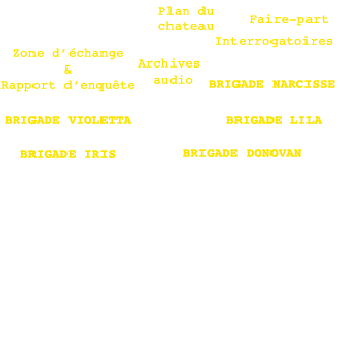 Plan du
chateau
Faire-part
Interrogatoires
Zone d'échange
&
Rapport d'enquête
Archives
audio
BRIGADE NARCISSE
BRIGADE VIOLETTA
BRIGADE LILA
BRIGADE IRIS
BRIGADE DONOVAN